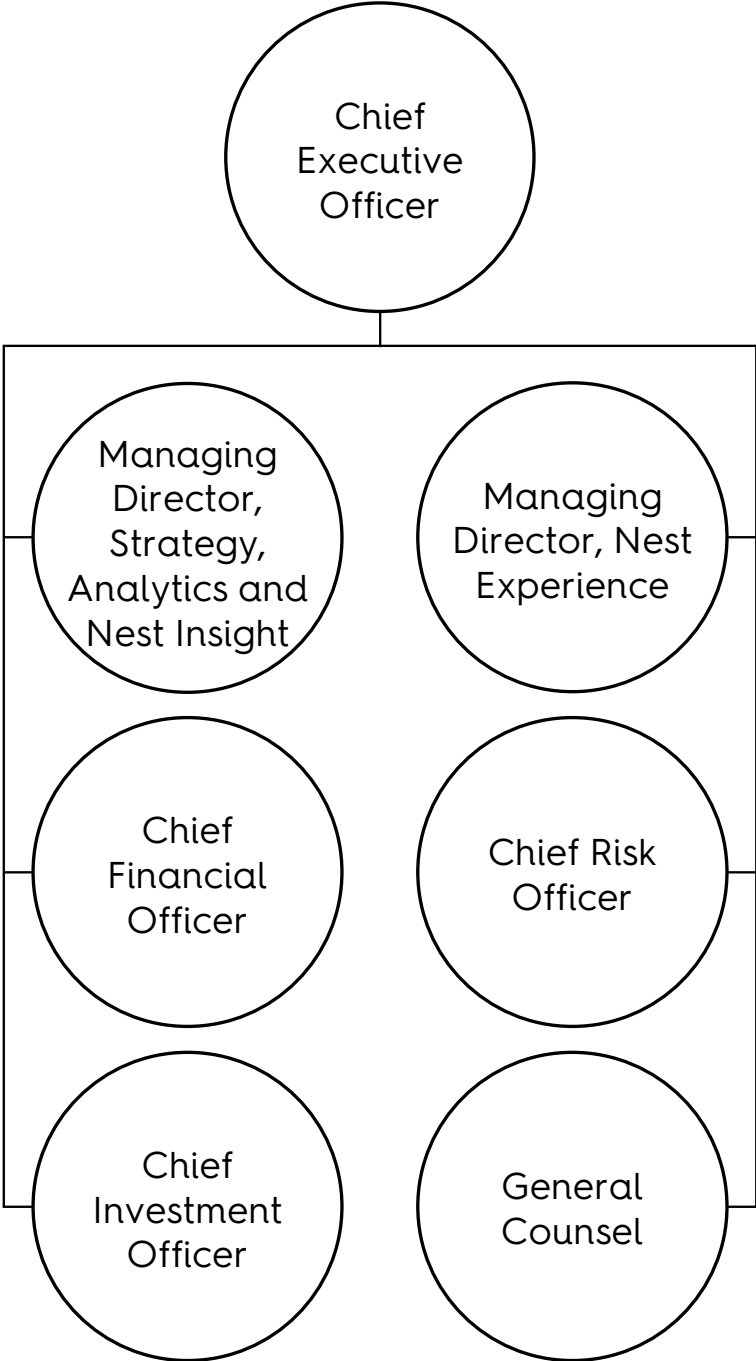 Chief
Executive
Officer
Managing
Director,
Strategy,
Analytics and
Nest Insight
Managing
Director, Nest
Experience
Chief
Financial
Officer
Chief Risk
Officer
Chief
Investment
Officer
General
Counsel